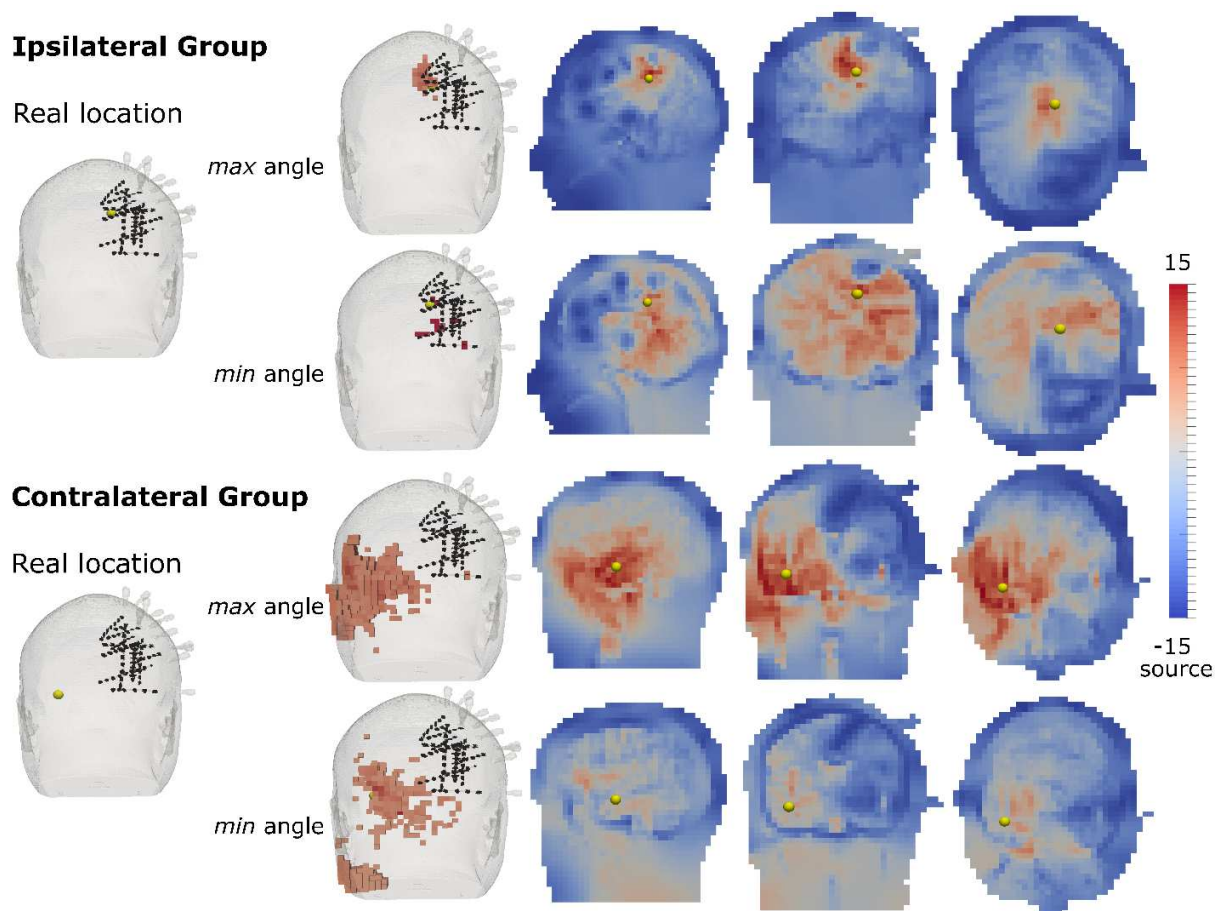 Ipsilateral Group
Real location
max angle
min angle
15
Contralateral Group
Real location
max angle
-15
source
min angle